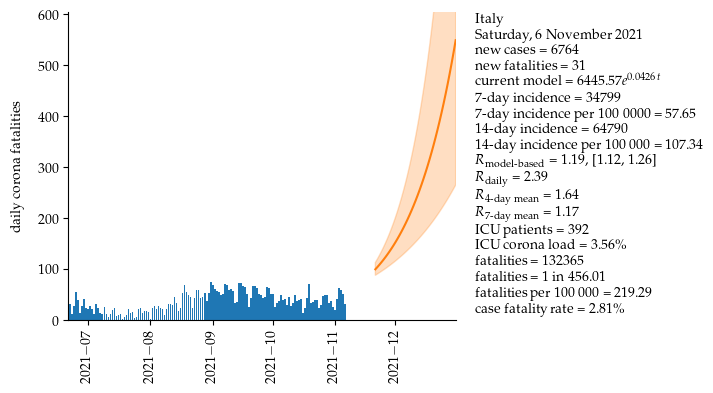 600
500
400
300
200
100
0
daily corona fatalities
2021−07
2021−08
2021−09
2021−10
2021−11
2021−12
Italy
Saturday, 6 November 2021
new cases = 6764
new fatalities = 31
current model = 6445.57e^0.0426 t
7-day incidence = 34799
7-day incidence per 100 0000 = 57.65
14-day incidence = 64790
14-day incidence per 100 000 = 107.34
R_model-based = 1.19, [1.12, 1.26]
R_daily = 2.39
R_4-day mean = 1.64
R_7-day mean = 1.17
ICU patients = 392
ICU corona load = 3.56%
fatalities = 132365
fatalities = 1 in 456.01
fatalities per 100 000 = 219.29
case fatality rate = 2.81%